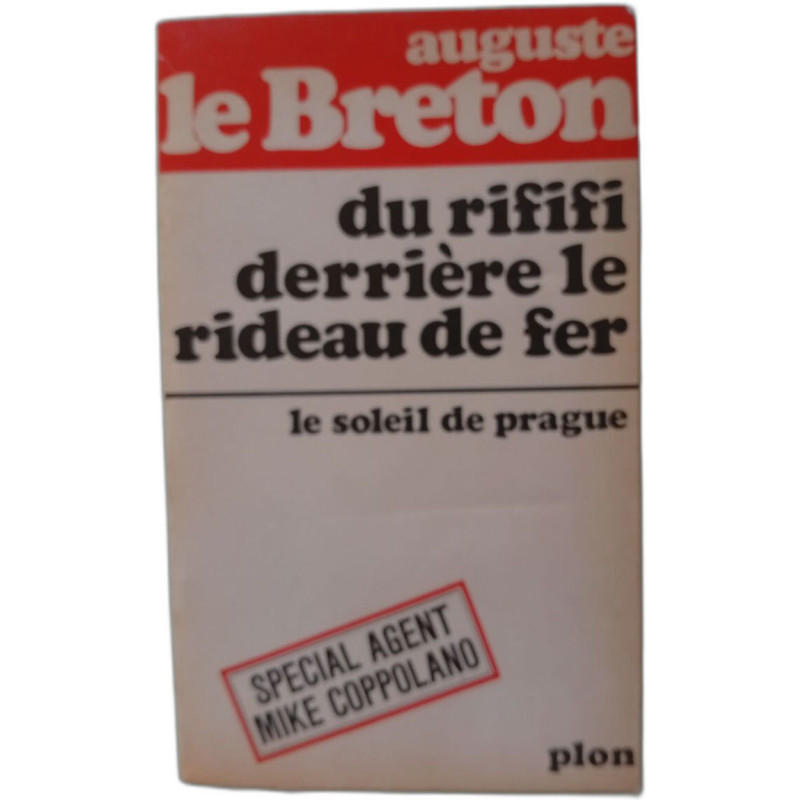 auguste
le Breton
du rififi
derrière le
rideau de fer
le soleil de prague
SPECIAL AGENT
MIKE COPPOLANO
plon